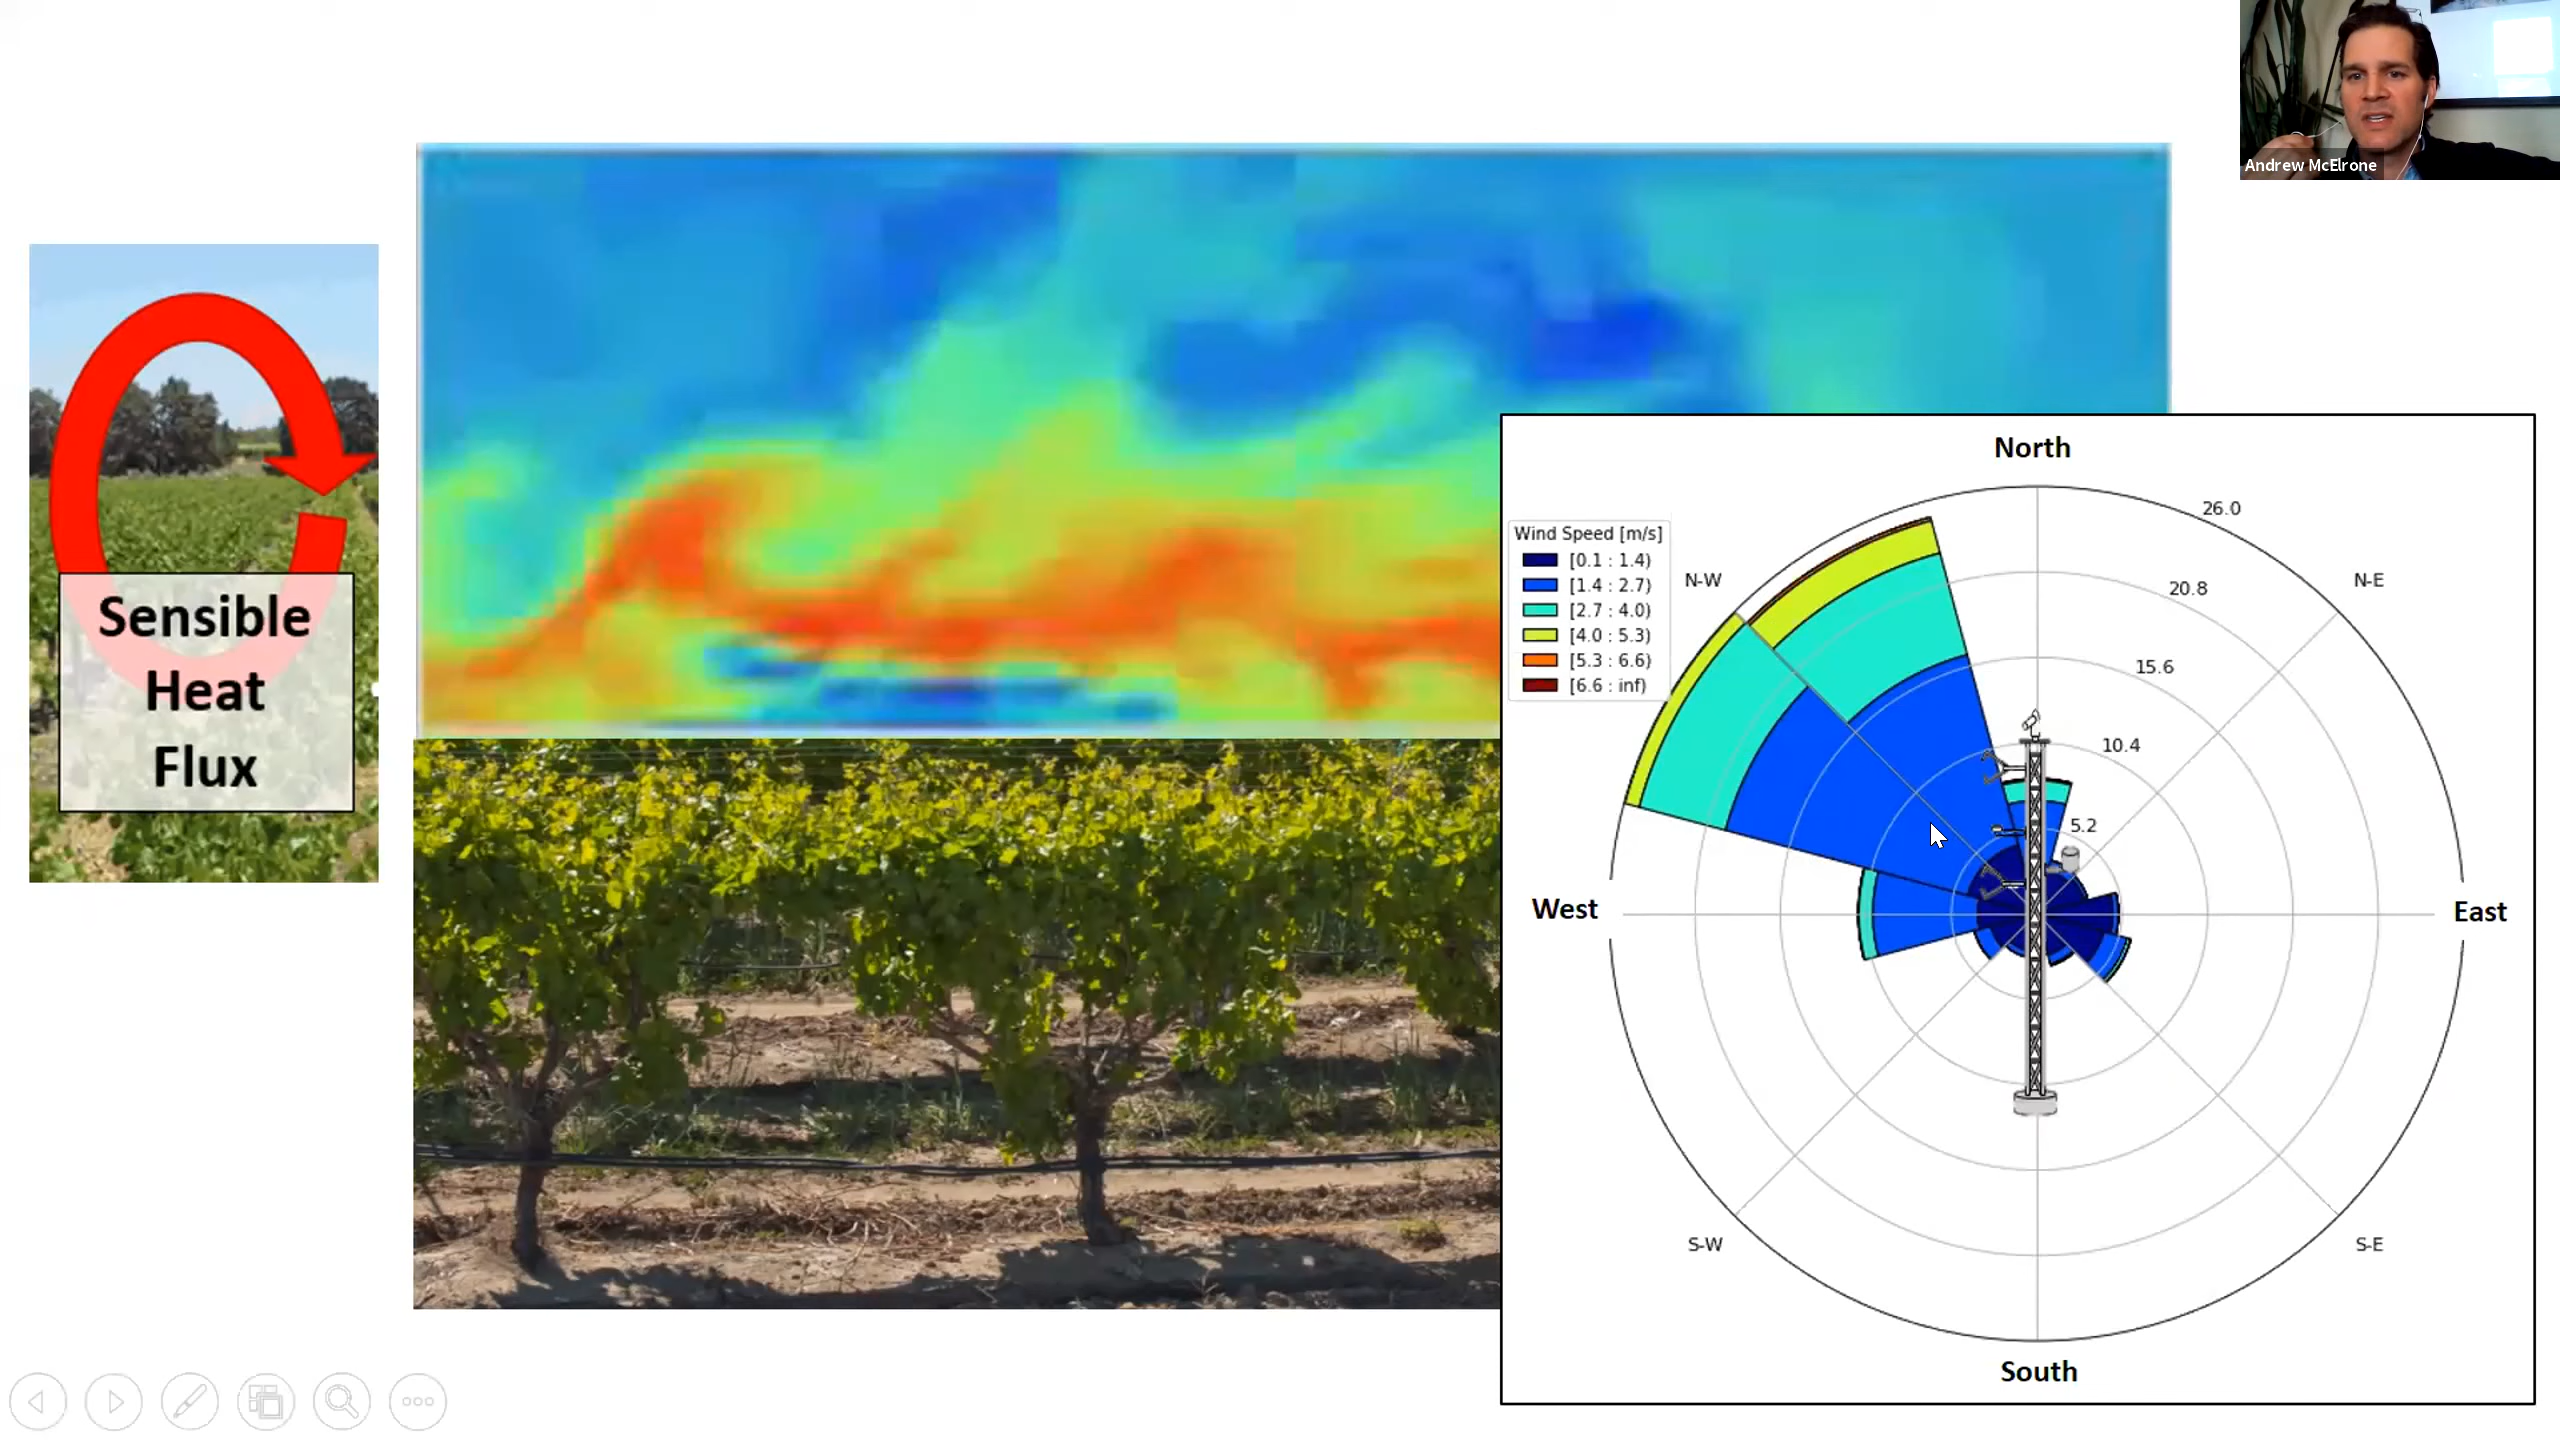 Andrew McElrone
Sensible
Heat
Flux
North
26.0
Wind Speed [m/s]
[0.1 : 1.4)
[1.4 : 2.7)
[2.7 : 4.0)
[4.0 : 5.3)
[5.3 : 6.6)
[6.6 : inf)
N-W
N-E
20.8
15.6
10.4
5.2
West
East
S-W
S-E
South